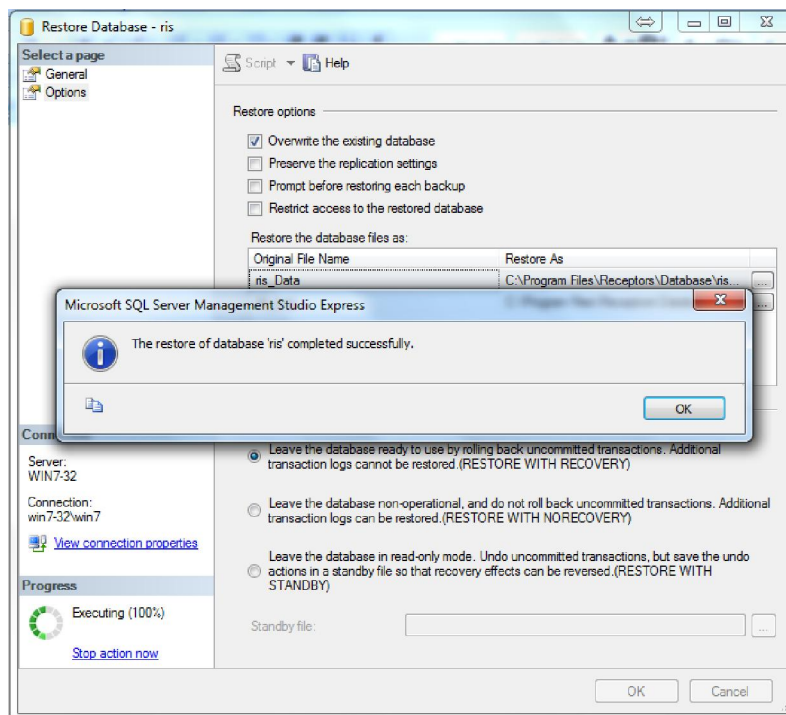 Restore Database - ris
Select a page
General
Options
Script
Help
Restore options
Overwrite the existing database
Preserve the replication settings
Prompt before restoring each backup
Restrict access to the restored database
Restore the database files as:
Original File Name
Restore As
ris_Data
C:\Program Files\Receptors\Database\ris...
...
...
Microsoft SQL Server Management Studio Express
The restore of database 'ris' completed successfully.
OK
Leave the database ready to use by rolling back uncommitted transactions. Additional
transaction logs cannot be restored.(RESTORE WITH RECOVERY)
Leave the database non-operational, and do not roll back uncommitted transactions. Additional
transaction logs can be restored.(RESTORE WITH NORECOVERY)
Leave the database in read-only mode. Undo uncommitted transactions, but save the undo
actions in a standby file so that recovery effects can be reversed.(RESTORE WITH
STANDBY)
Standby file:
...
Server:
WIN7-32
Connection:
win7-32\win7
View connection properties
Progress
Executing (100%)
Stop action now
OK
Cancel